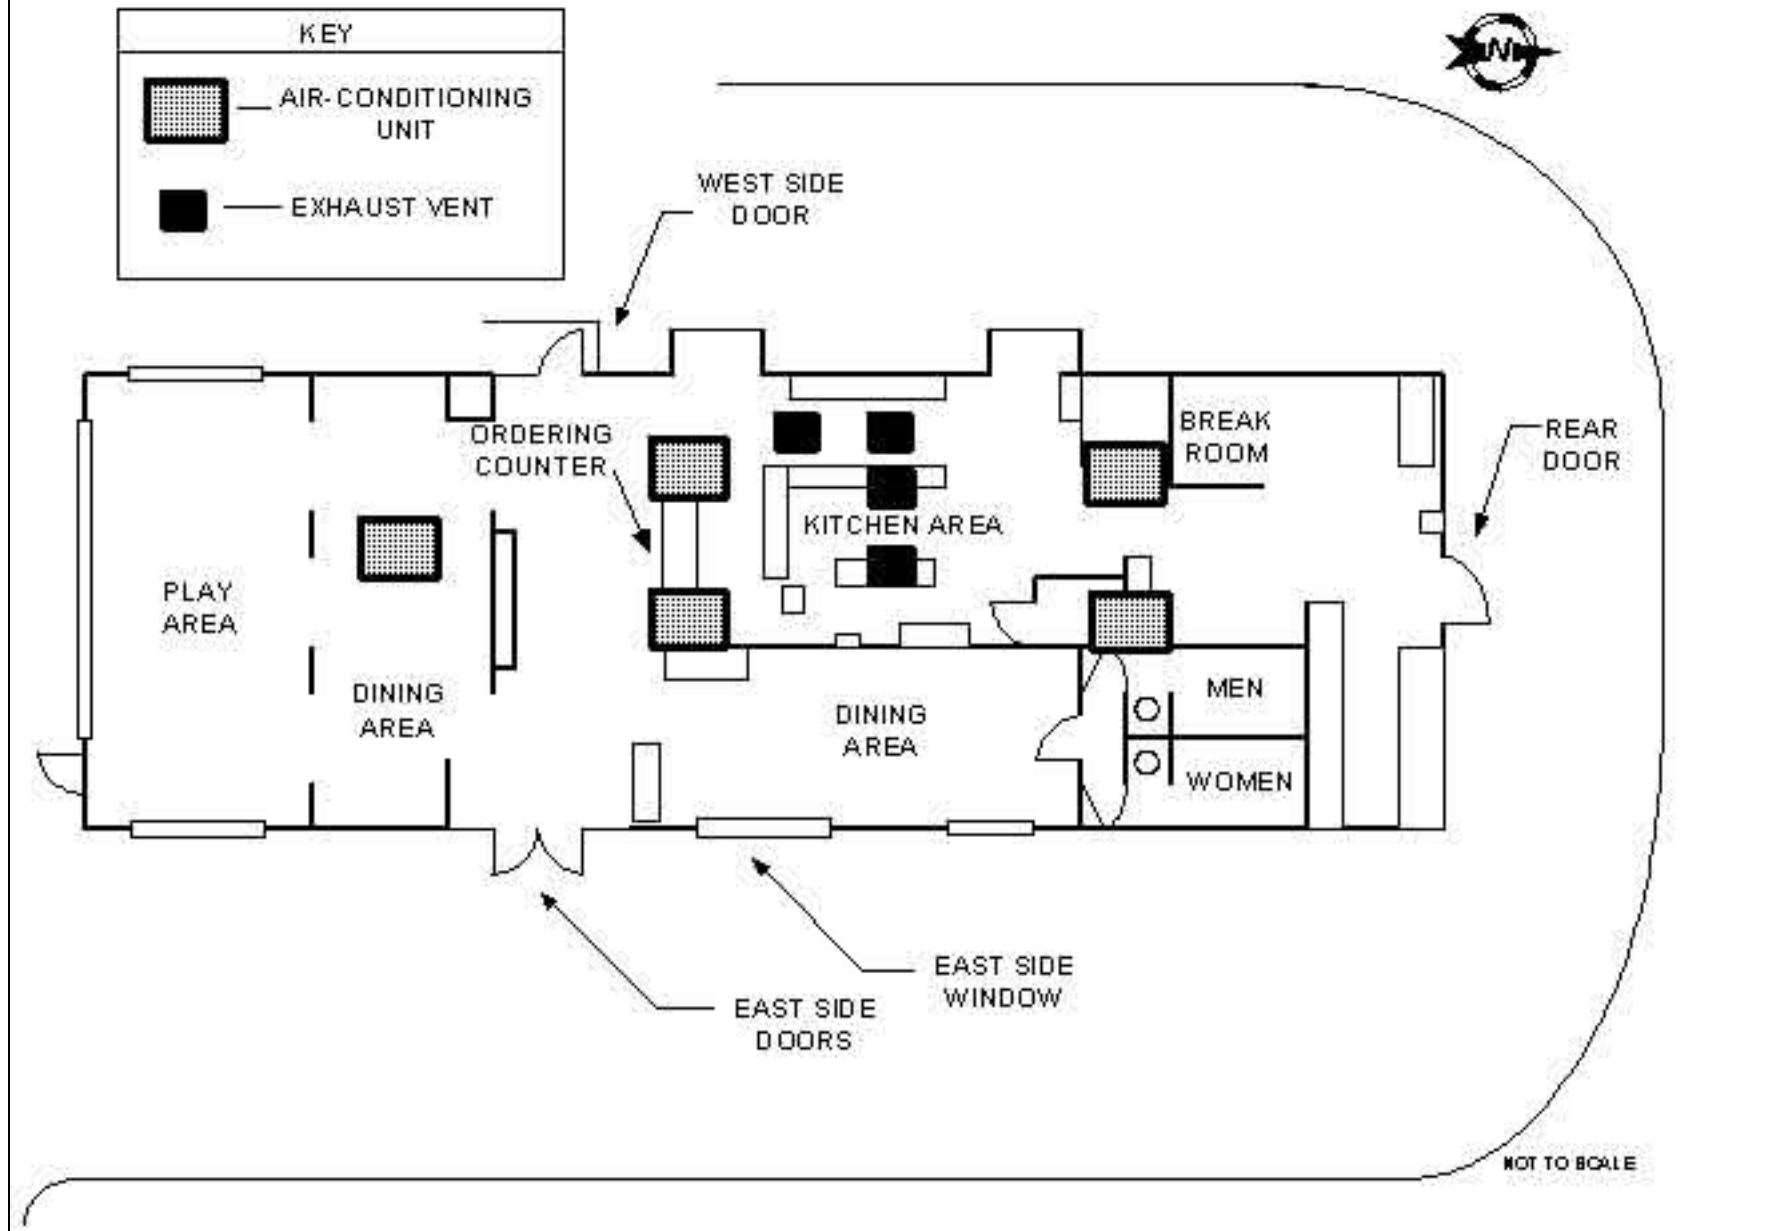 KEY
AIR-CONDITIONING
UNIT
EXHAUST VENT
N
WEST SIDE
DOOR
ORDERING
COUNTER
BREAK
ROOM
REAR
DOOR
KITCHEN AREA
PLAY
AREA
DINING
AREA
DINING
AREA
MEN
WOMEN
EAST SIDE
WINDOW
EAST SIDE
DOORS
NOT TO SCALE